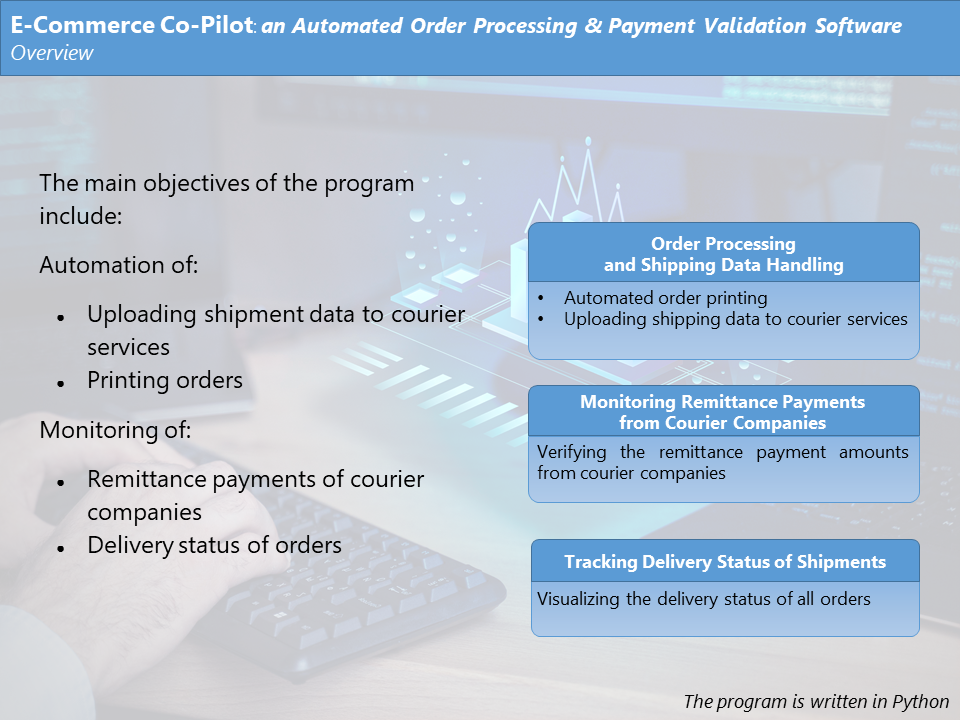 E-Commerce Co-Pilot: an Automated Order Processing & Payment Validation Software
Overview
The main objectives of the program
include:
Automation of:
• Uploading shipment data to courier
services
• Printing orders
Monitoring of:
• Remittance payments of courier
companies
• Delivery status of orders
Order Processing
and Shipping Data Handling
• Automated order printing
• Uploading shipping data to courier services
Monitoring Remittance Payments
from Courier Companies
Verifying the remittance payment amounts
from courier companies
Tracking Delivery Status of Shipments
Visualizing the delivery status of all orders
The program is written in Python